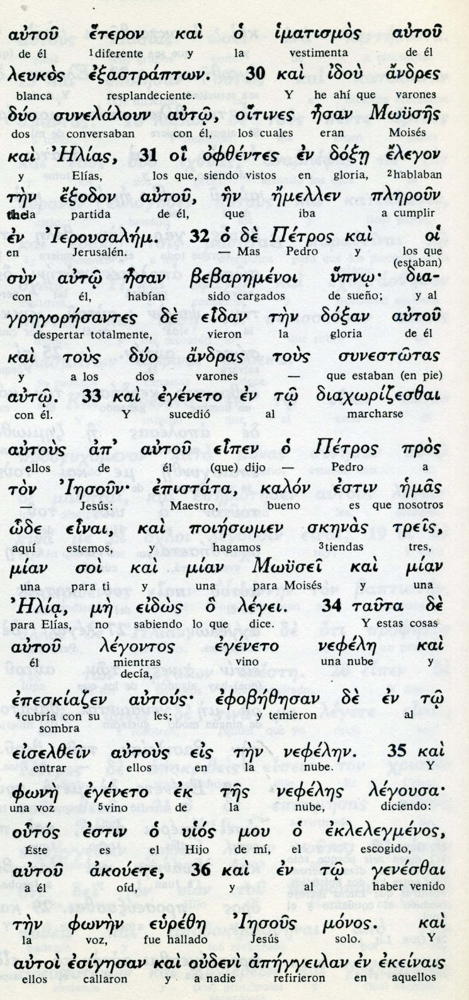 αὐτοῦ ἕτερον καὶ ὁ ἱματισμὸς αὐτοῦ
de él 1diferente y la vestimenta de él
λευκὸς ἐξαστράπτων. 30 καὶ ἰδοὺ ἄνδρες
blanca resplandeciente. Y he ahí que varones
δύο συνελάλουν αὐτῷ, οἵτινες ἦσαν Μωϋσῆς
dos conversaban con él, los cuales eran Moisés
καὶ Ἠλίας, 31 οἳ ὀφθέντες ἐν δόξῃ ἔλεγον
y Elías, los que, siendo vistos en gloria, 2hablaban
τὴν ἔξοδον αὐτοῦ, ἣν ἤμελλεν πληροῦν
la partida de él, que iba a cumplir
ἐν Ἰερουσαλήμ. 32 ὁ δὲ Πέτρος καὶ οἱ
en Jerusalén. — Mas Pedro y los que
(estaban)
σὺν αὐτῷ ἦσαν βεβαρημένοι ὕπνῳ· δια-
con él, habían sido cargados de sueño; y al
γρηγορήσαντες δὲ εἶδαν τὴν δόξαν αὐτοῦ
despertar totalmente, vieron la gloria de él
καὶ τοὺς δύο ἄνδρας τοὺς συνεστῶτας
y a los dos varones — que estaban (en pie)
αὐτῷ. 33 καὶ ἐγένετο ἐν τῷ διαχωρίζεσθαι
con él. Y sucedió al marcharse
αὐτοὺς ἀπ' αὐτοῦ εἶπεν ὁ Πέτρος πρὸς
ellos de él (que) dijo — Pedro a
τὸν Ἰησοῦν· ἐπιστάτα, καλόν ἐστιν ἡμᾶς
— Jesús: Maestro, bueno es que nosotros
ὧδε εἶναι, καὶ ποιήσωμεν σκηνὰς τρεῖς,
aquí estemos, y hagamos 3tiendas tres,
μίαν σοὶ καὶ μίαν Μωϋσεῖ καὶ μίαν
una para ti y una para Moisés y una
Ἠλίᾳ, μὴ εἰδὼς ὃ λέγει. 34 ταῦτα δὲ
para Elías, no sabiendo lo que dice. Y estas cosas
αὐτοῦ λέγοντος ἐγένετο νεφέλη καὶ
él mientras vino una nube y
decía,
ἐπεσκίαζεν αὐτούς· ἐφοβήθησαν δὲ ἐν τῷ
4cubría con su les; y temieron al
sombra
εἰσελθεῖν αὐτοὺς εἰς τὴν νεφέλην. 35 καὶ
entrar ellos en la nube. Y
φωνὴ ἐγένετο ἐκ τῆς νεφέλης λέγουσα·
una voz 5vino de la nube, diciendo:
οὗτός ἐστιν ὁ υἱός μου ὁ ἐκλελεγμένος,
Éste es el Hijo de mí, el escogido,
αὐτοῦ ἀκούετε, 36 καὶ ἐν τῷ γενέσθαι
a él oíd, y al haber venido
τὴν φωνὴν εὑρέθη Ἰησοῦς μόνος. καὶ
la voz, fue hallado Jesús solo. Y
αὐτοὶ ἐσίγησαν καὶ οὐδενὶ ἀπήγγειλαν ἐν ἐκείναις
ellos callaron y a nadie refirieron en aquellos